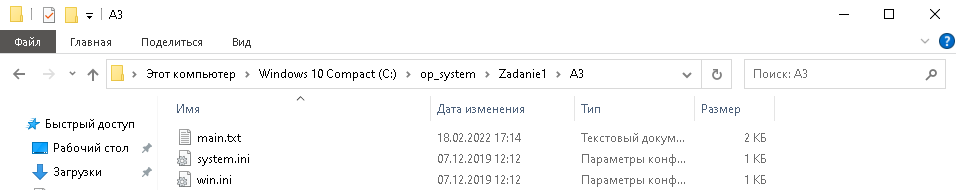 A3
Файл Главная Поделиться Вид
Этот компьютер Windows 10 Compact (C:) op_system Zadanie1 A3 Поиск: A3
Имя Дата изменения Тип Размер
Быстрый доступ
main.txt 18.02.2022 17:14 Текстовый докум... 2 КБ
Рабочий стол
system.ini 07.12.2019 12:12 Параметры конф... 1 КБ
Загрузки
win.ini 07.12.2019 12:12 Параметры конф... 1 КБ